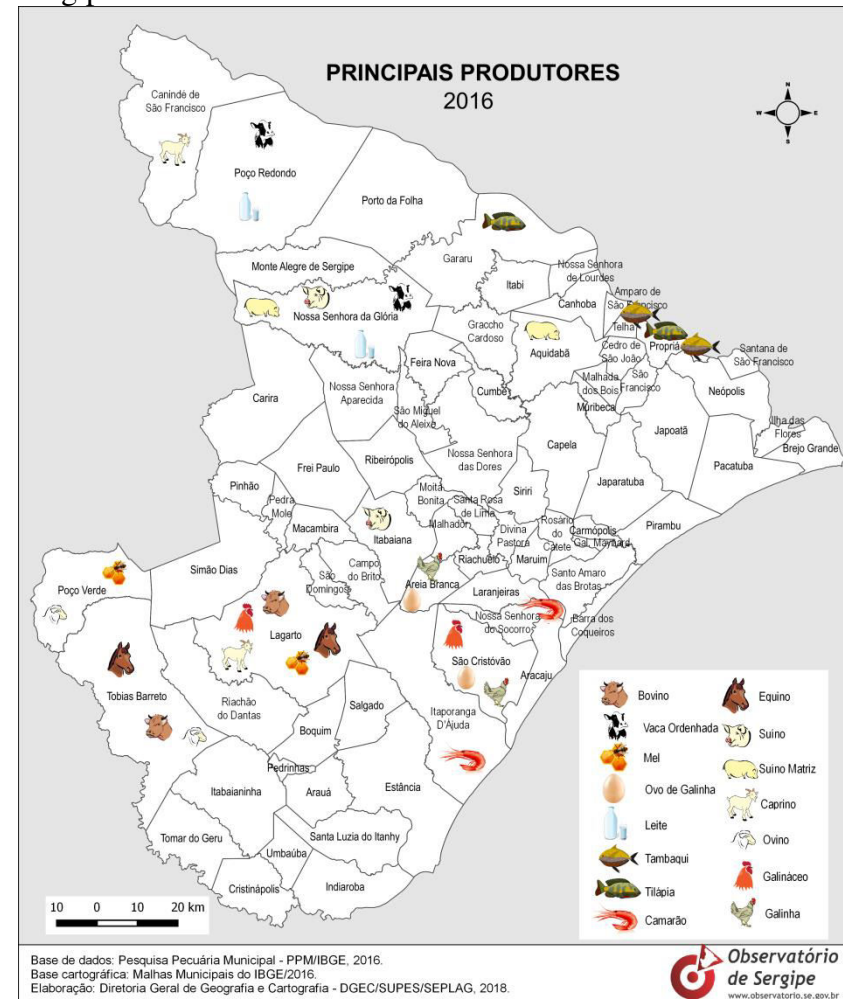 PRINCIPAIS PRODUTORES
2016
N
W
E
S
Canindé de
São Francisco
Poço Redondo
Porto da Folha
Gararu
Monte Alegre de Sergipe
Itabi
Nossa Senhora
de Lourdes
Canhoba
Amparo de
São Francisco
Nossa Senhora da Glória
Graccho
Cardoso
Aquidabã
Telha
Cedro de
São João
Propriá
Santana de
São Francisco
Feira Nova
Nossa Senhora
Aparecida
Carira
Cumbe
Malhada
dos Bois
São
Francisco
Muribeca
Neópolis
São Miguel
do Aleixo
Ilha das
Flores
Brejo Grande
Japoatã
Pacatuba
Capela
Frei Paulo
Ribeirópolis
Nossa Senhora
das Dores
Japaratuba
Pinhão
Pedra
Mole
Moita
Bonita
Santa Rosa
de Lima
Siriri
Macambira
Itabaiana
Malhador
Divina
Pastora
Rosário
do
Catete
Carmópolis
Gal. Maynard
Pirambu
Simão Dias
São
Domingos
Campo
do Brito
Areia Branca
Riachuelo
Maruim
Santo Amaro
das Brotas
Poço Verde
Laranjeiras
Nossa Senhora
do Socorro
Barra dos
Coqueiros
Lagarto
São Cristóvão
Aracaju
Tobias Barreto
Riachão
do Dantas
Salgado
Itaporanga
D'Ajuda
Boquim
Pedrinhas
Itabaianinha
Arauá
Estância
Tomar do Geru
Santa Luzia do Itanhy
Umbaúba
Cristinápolis
Indiaroba
Bovino
Equino
Vaca Ordenhada
Suino
Mel
Suino Matriz
Ovo de Galinha
Caprino
Leite
Ovino
Tambaqui
Galináceo
Tilápia
Galinha
Camarão
10 0 10 20 km
Base de dados: Pesquisa Pecuária Municipal - PPM/IBGE, 2016.
Base cartográfica: Malhas Municipais do IBGE/2016.
Elaboração: Diretoria Geral de Geografia e Cartografia - DGEC/SUPES/SEPLAG, 2018.
Observatório
de Sergipe
www.observatorio.se.gov.br